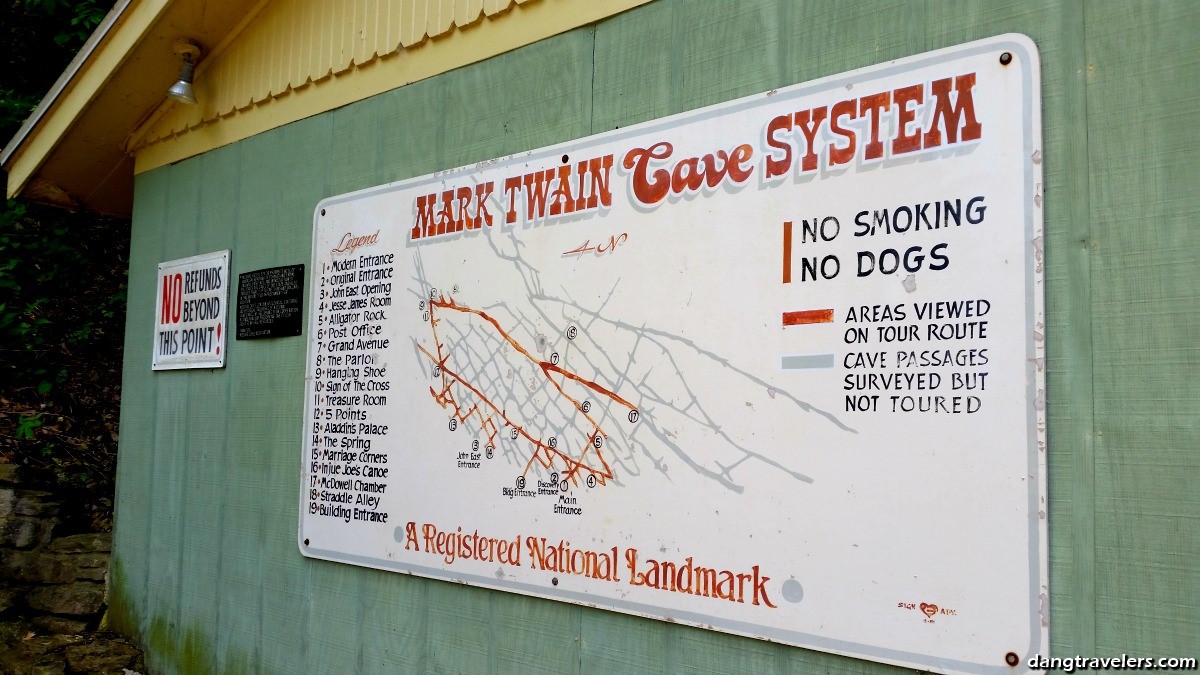 MARK TWAIN Cave SYSTEM
Legend
1• Modern Entrance
2• Original Entrance
3• John East Opening
4• Jesse James Room
5• Alligator Rock
6• Post Office
7• Grand Avenue
8• The Parlor
9• Hanging Shoe
10• Sign of The Cross
11• Treasure Room
12• 5 Points
13• Aladdin's Palace
14• The Spring
15• Marriage Corners
16• Injue Joe's Canoe
17• McDowell Chamber
18• Straddle Alley
19• Building Entrance
N
NO SMOKING
NO DOGS
AREAS VIEWED
ON TOUR ROUTE
CAVE PASSAGES
SURVEYED BUT
NOT TOURED
John East
Entrance
Bldg Entrance
Discovery
Entrance
Main
Entrance
A Registered National Landmark
NO REFUNDS
BEYOND
THIS POINT!
dangtravelers.com